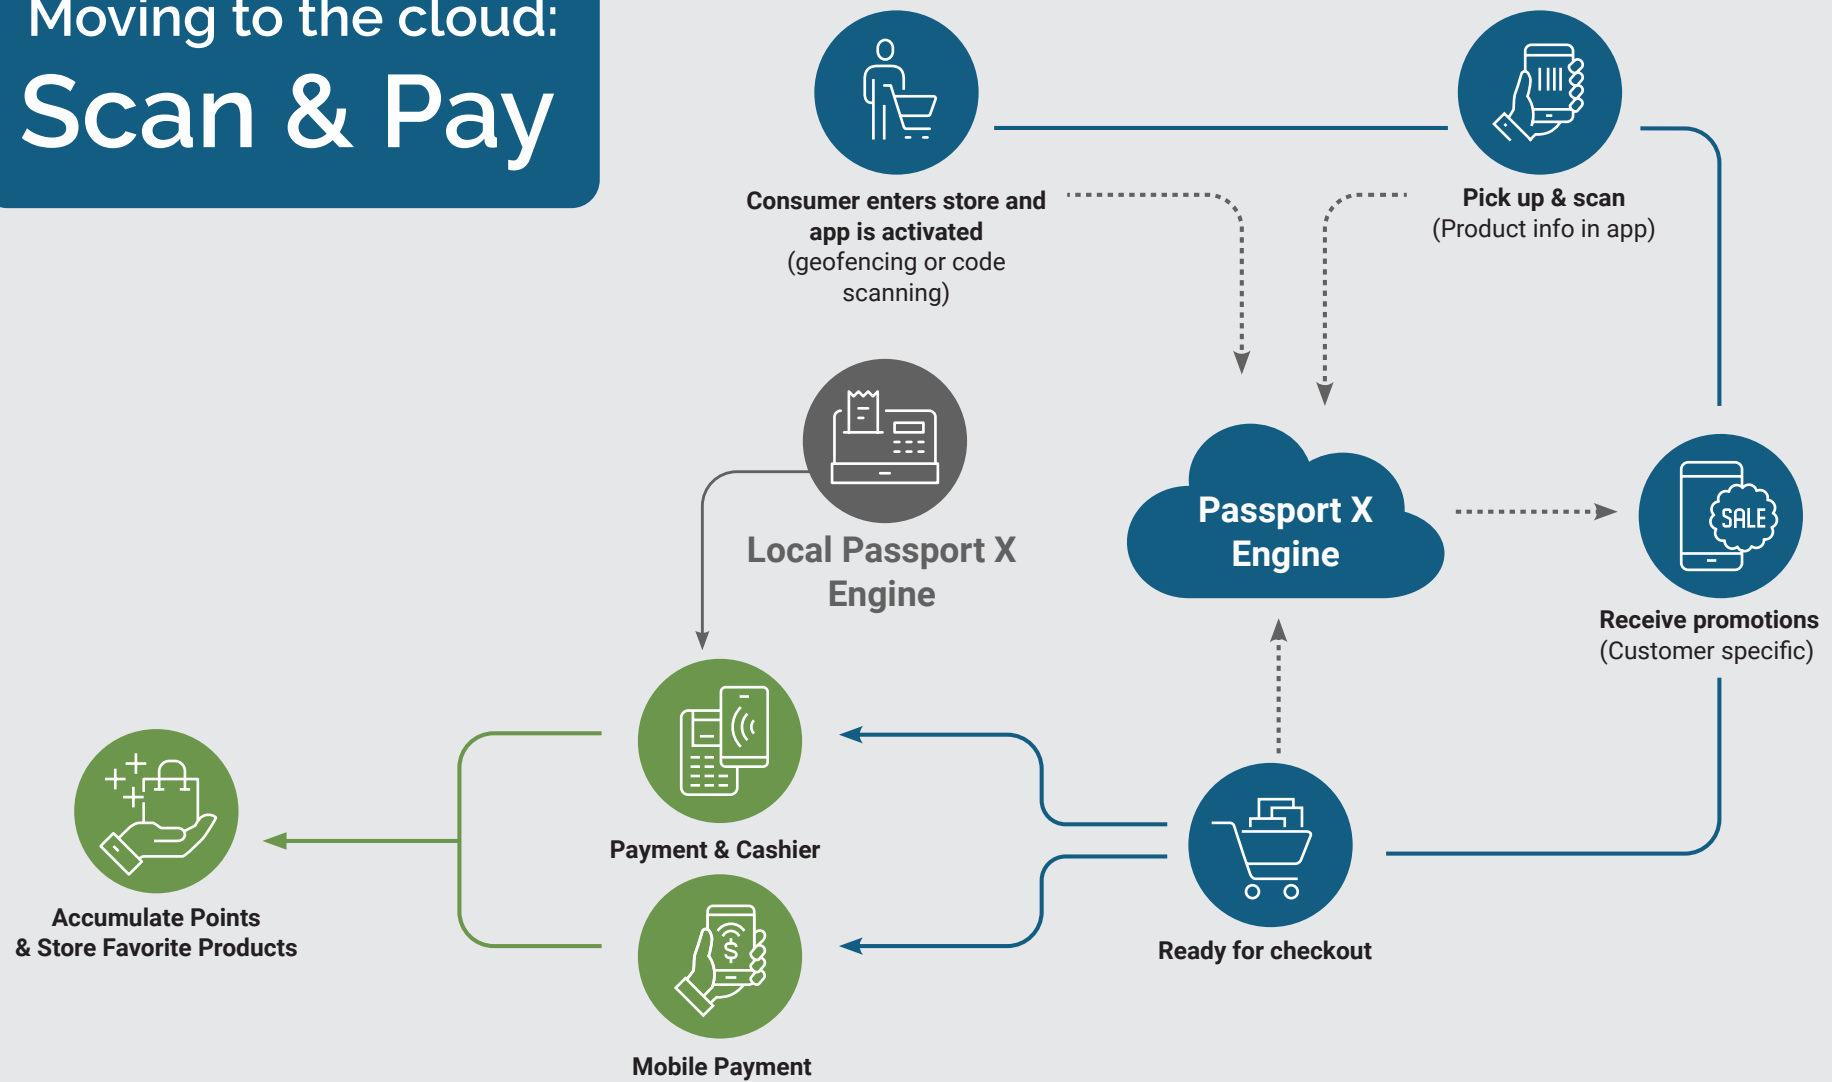 Moving to the cloud:
Scan & Pay
Consumer enters store and
app is activated
(geofencing or code
scanning)
Pick up & scan
(Product info in app)
Local Passport X
Engine
Passport X
Engine
SALE
Receive promotions
(Customer specific)
Payment & Cashier
Accumulate Points
& Store Favorite Products
$
Mobile Payment
Ready for checkout